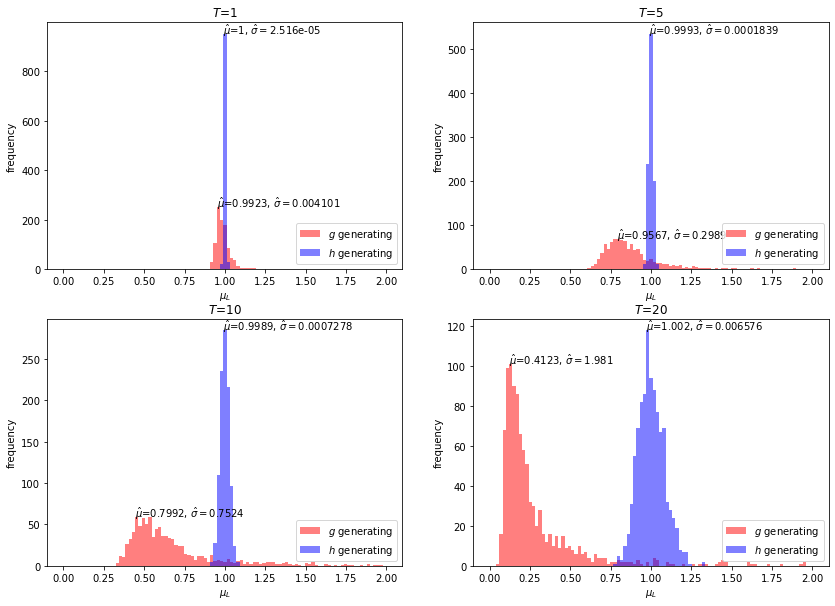 T=1
μ̂=1, σ̂ = 2.516e-05
μ̂=0.9923, σ̂ = 0.004101
frequency
1000
800
600
400
200
0
g generating
h generating
0.00 0.25 0.50 0.75 1.00 1.25 1.50 1.75 2.00
μ_L
T=5
μ̂=0.9993, σ̂ = 0.0001839
μ̂=0.9567, σ̂ = 0.2989
frequency
500
400
300
200
100
0
g generating
h generating
0.00 0.25 0.50 0.75 1.00 1.25 1.50 1.75 2.00
μ_L
T=10
μ̂=0.9989, σ̂ = 0.0007278
μ̂=0.7992, σ̂ = 0.7524
frequency
250
200
150
100
50
0
g generating
h generating
0.00 0.25 0.50 0.75 1.00 1.25 1.50 1.75 2.00
μ_L
T=20
μ̂=1.002, σ̂ = 0.006576
μ̂=0.4123, σ̂ = 1.981
frequency
120
100
80
60
40
20
0
g generating
h generating
0.00 0.25 0.50 0.75 1.00 1.25 1.50 1.75 2.00
μ_L